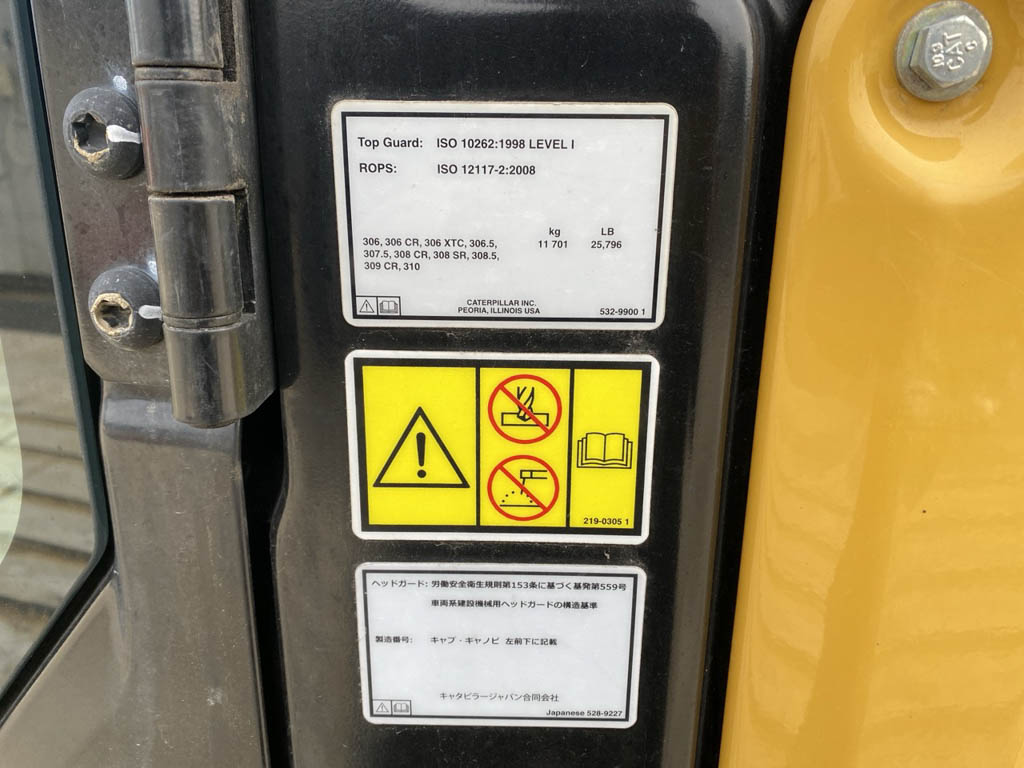 10.9
CAT
6
Top Guard: ISO 10262:1998 LEVEL I
ROPS: ISO 12117-2:2008
kg LB
306, 306 CR, 306 XTC, 306.5, 11 701 25,796
307.5, 308 CR, 308 SR, 308.5,
309 CR, 310
CATERPILLAR INC.
PEORIA, ILLINOIS USA
532-9900 1
219-0305 1
ヘッドガード: 労働安全衛生規則第153条に基づく基発第559号
車両系建設機械用ヘッドガードの構造基準
製造番号: キャブ・キャノピ 左前下に記載
キャタピラージャパン合同会社
Japanese 528-9227